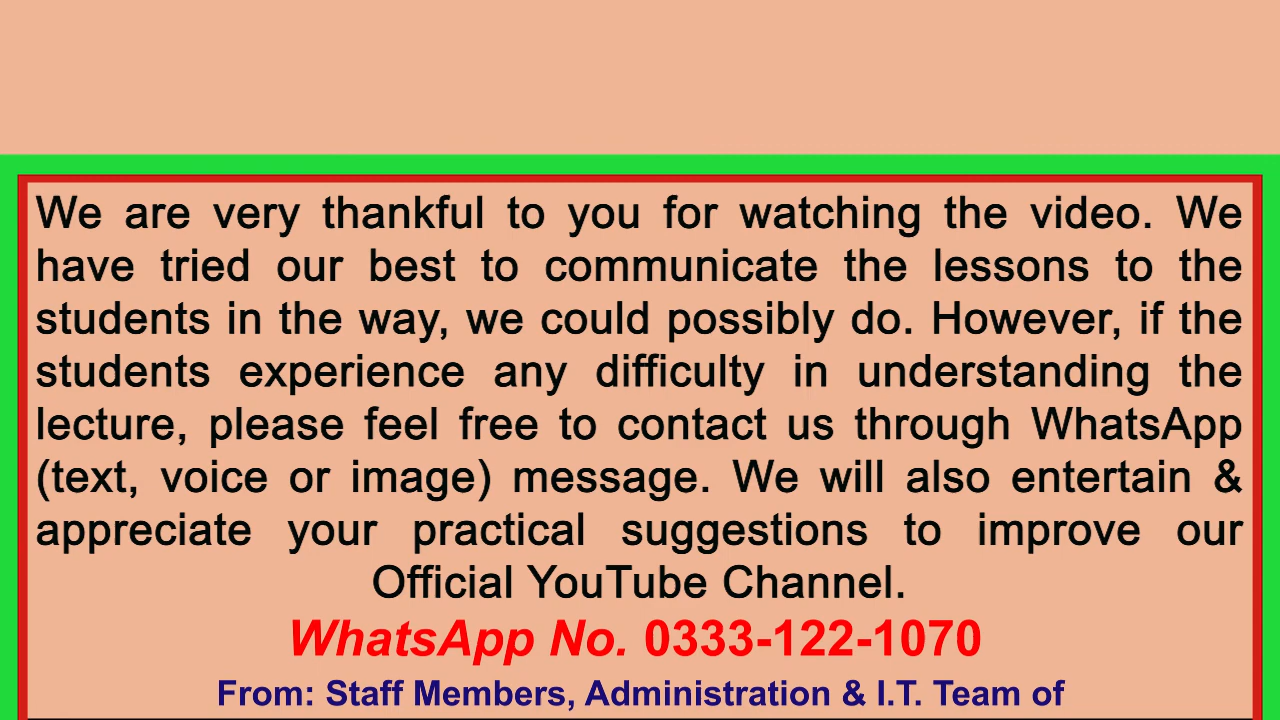 We are very thankful to you for watching the video. We
have tried our best to communicate the lessons to the
students in the way, we could possibly do. However, if the
students experience any difficulty in understanding the
lecture, please feel free to contact us through WhatsApp
(text, voice or image) message. We will also entertain &
appreciate your practical suggestions to improve our
Official YouTube Channel.
WhatsApp No. 0333-122-1070
From: Staff Members, Administration & I.T. Team of